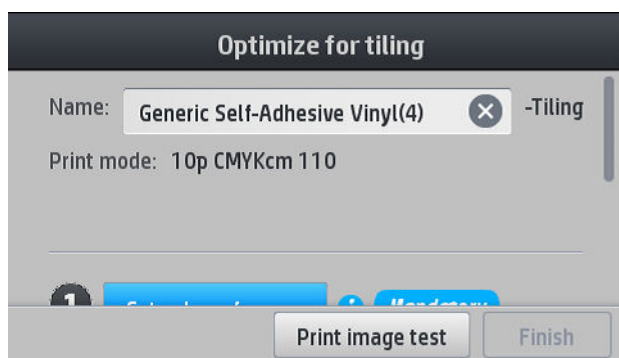 Optimize for tiling
Name: Generic Self-Adhesive Vinyl(4) -Tiling
Print mode: 10p CMYKcm 110
1 Mandatory
Print image test Finish